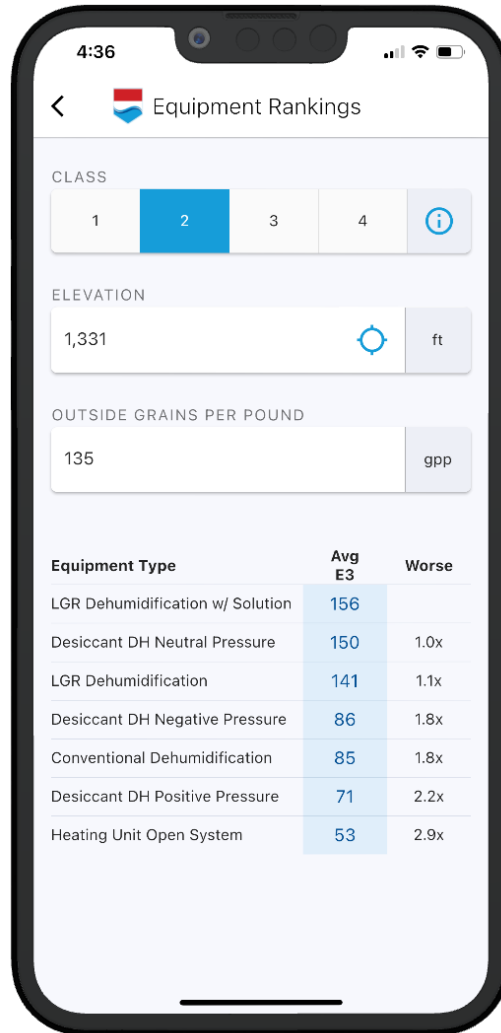 4:36
Equipment Rankings
CLASS
1 2 3 4
ELEVATION
1,331 ft
OUTSIDE GRAINS PER POUND
135 gpp
Equipment Type Avg E3 Worse
LGR Dehumidification w/ Solution 156
Desiccant DH Neutral Pressure 150 1.0x
LGR Dehumidification 141 1.1x
Desiccant DH Negative Pressure 86 1.8x
Conventional Dehumidification 85 1.8x
Desiccant DH Positive Pressure 71 2.2x
Heating Unit Open System 53 2.9x